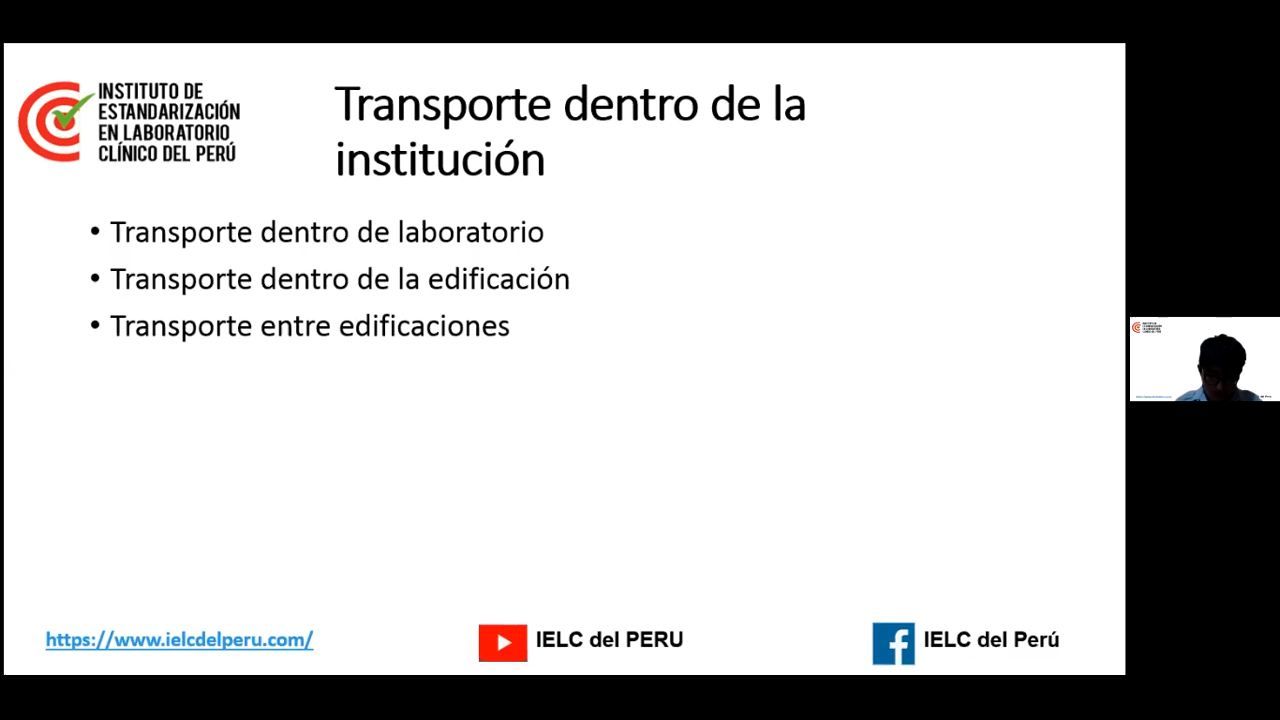 INSTITUTO DE
ESTANDARIZACIÓN
EN LABORATORIO
CLÍNICO DEL PERÚ
Transporte dentro de la
institución
• Transporte dentro de laboratorio
• Transporte dentro de la edificación
• Transporte entre edificaciones
https://www.ielcdelperu.com/
IELC del PERU
IELC del Perú